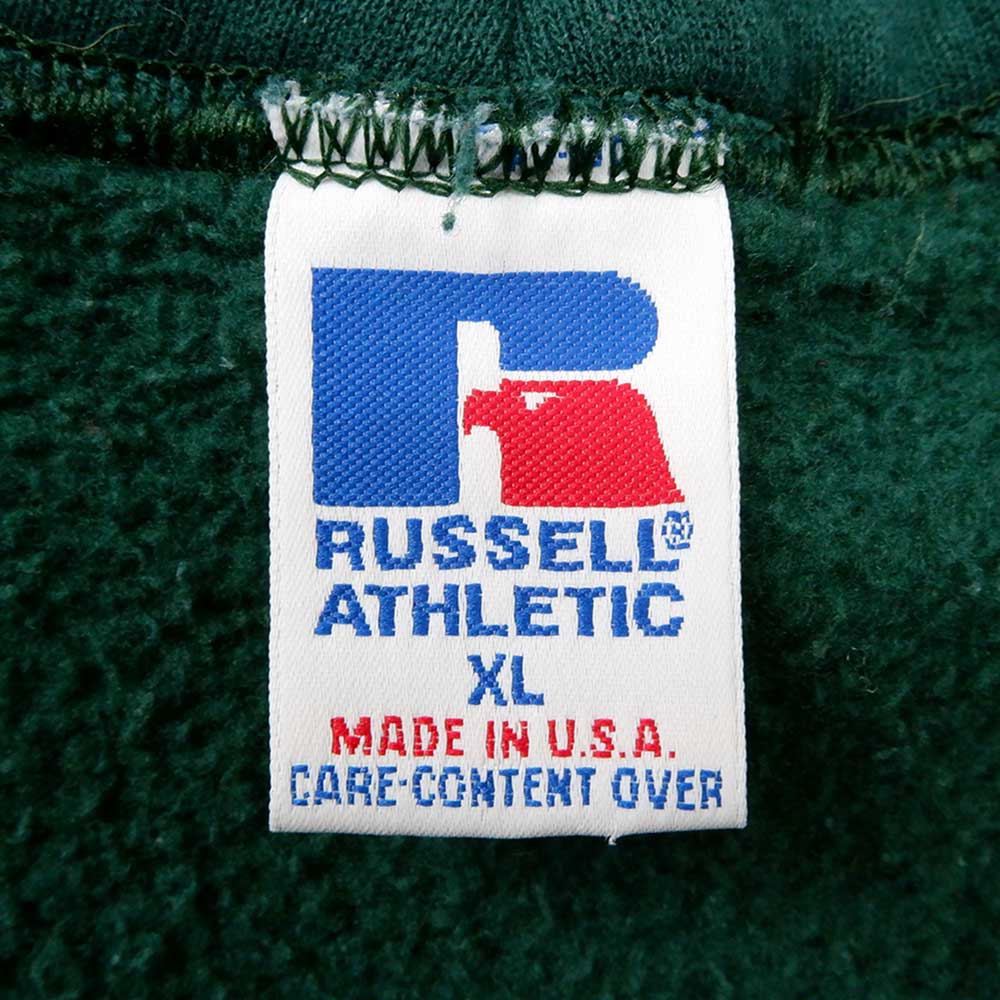 RUSSELL®
ATHLETIC
XL
MADE IN U.S.A.
CARE-CONTENT OVER